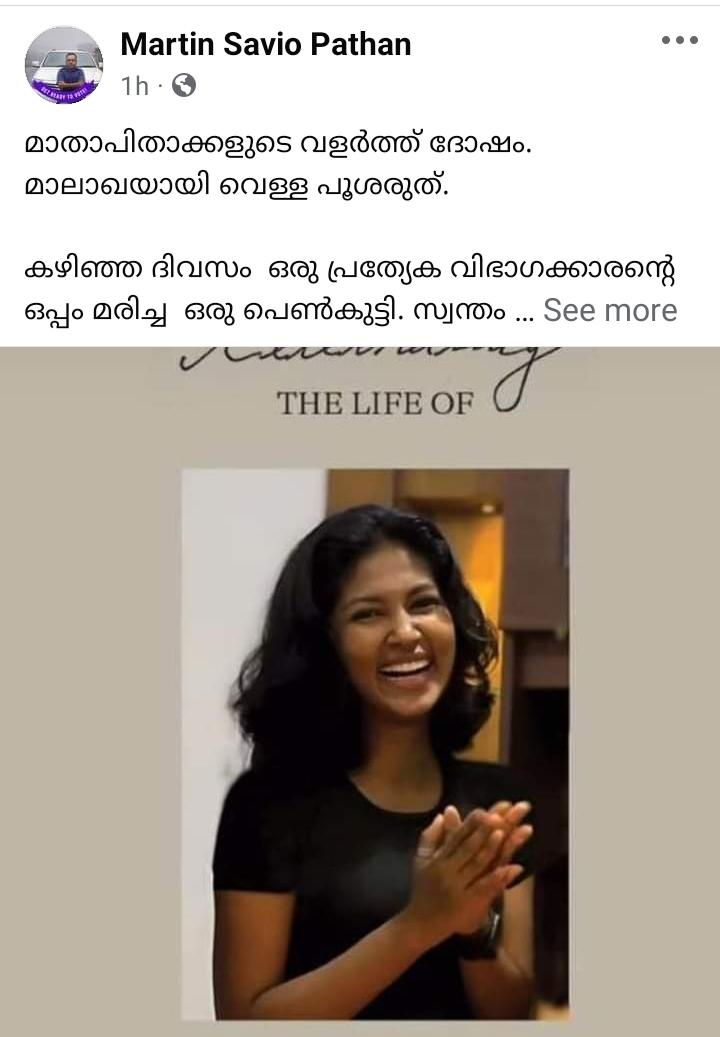 Martin Savio Pathan
1h ·
മാതാപിതാക്കളുടെ വളർത്ത് ദോഷം.
മാലാഖയായി വെള്ള പൂശരുത്.
കഴിഞ്ഞ ദിവസം ഒരു പ്രത്യേക വിഭാഗക്കാരന്റെ
ഒപ്പം മരിച്ച ഒരു പെൺകുട്ടി. സ്വന്തം ... See more
THE LIFE OF